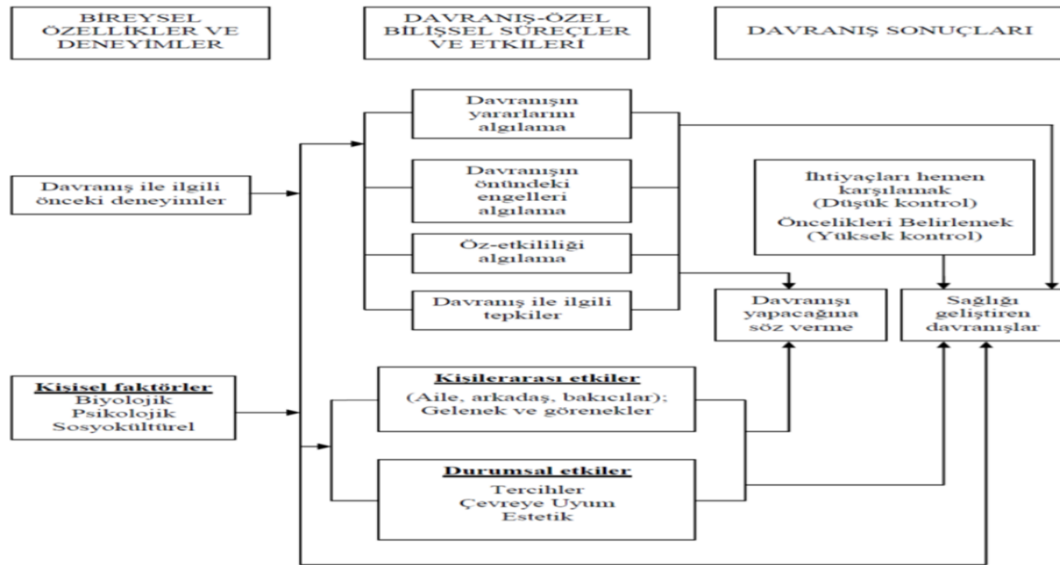 BİREYSEL
ÖZELLİKLER VE
DENEYİMLER
DAVRANIŞ-ÖZEL
BİLİŞSEL SÜREÇLER
VE ETKİLERİ
DAVRANIŞ SONUÇLARI
Davranış ile ilgili
önceki deneyimler
Kişisel faktörler
Biyolojik
Psikolojik
Sosyokültürel
Davranışın
yararlarını
algılama
Davranışın
önündeki
engelleri
algılama
Öz-etkililiği
algılama
Davranış ile ilgili
tepkiler
Kişilerarası etkiler
(Aile, arkadaş, bakıcılar);
Gelenek ve görenekler
Durumsal etkiler
Tercihler
Çevreye Uyum
Estetik
İhtiyaçları hemen
karşılamak
(Düşük kontrol)
Öncelikleri Belirlemek
(Yüksek kontrol)
Davranışı
yapacağına
söz verme
Sağlığı
geliştiren
davranışlar